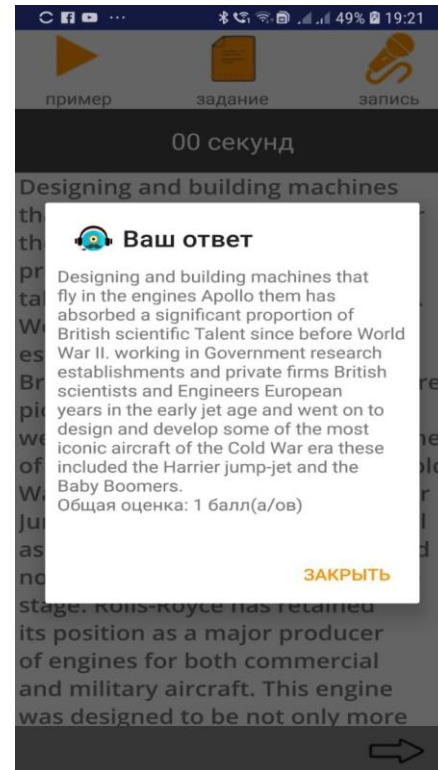 49% 19:21
пример задание запись
00 секунд
Designing and building machines
Ваш ответ
Designing and building machines that
fly in the engines Apollo them has
absorbed a significant proportion of
British scientific Talent since before World
War II. working in Government research
establishments and private firms British
scientists and Engineers European
years in the early jet age and went on to
design and develop some of the most
iconic aircraft of the Cold War era these
included the Harrier jump-jet and the
Baby Boomers.
Общая оценка: 1 балл(а/ов)
ЗАКРЫТЬ
stage. Rolls-Royce has retained
its position as a major producer
of engines for both commercial
and military aircraft. This engine
was designed to be not only more